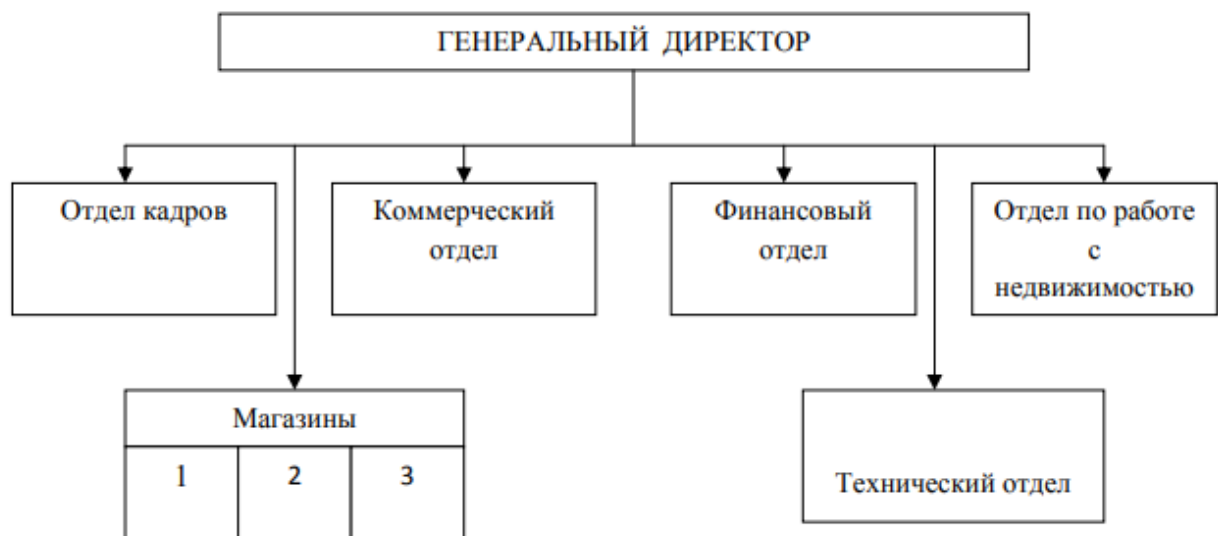 ГЕНЕРАЛЬНЫЙ ДИРЕКТОР
Отдел кадров
Коммерческий
отдел
Финансовый
отдел
Отдел по работе
с
недвижимостью
Магазины
1 2 3
Технический отдел